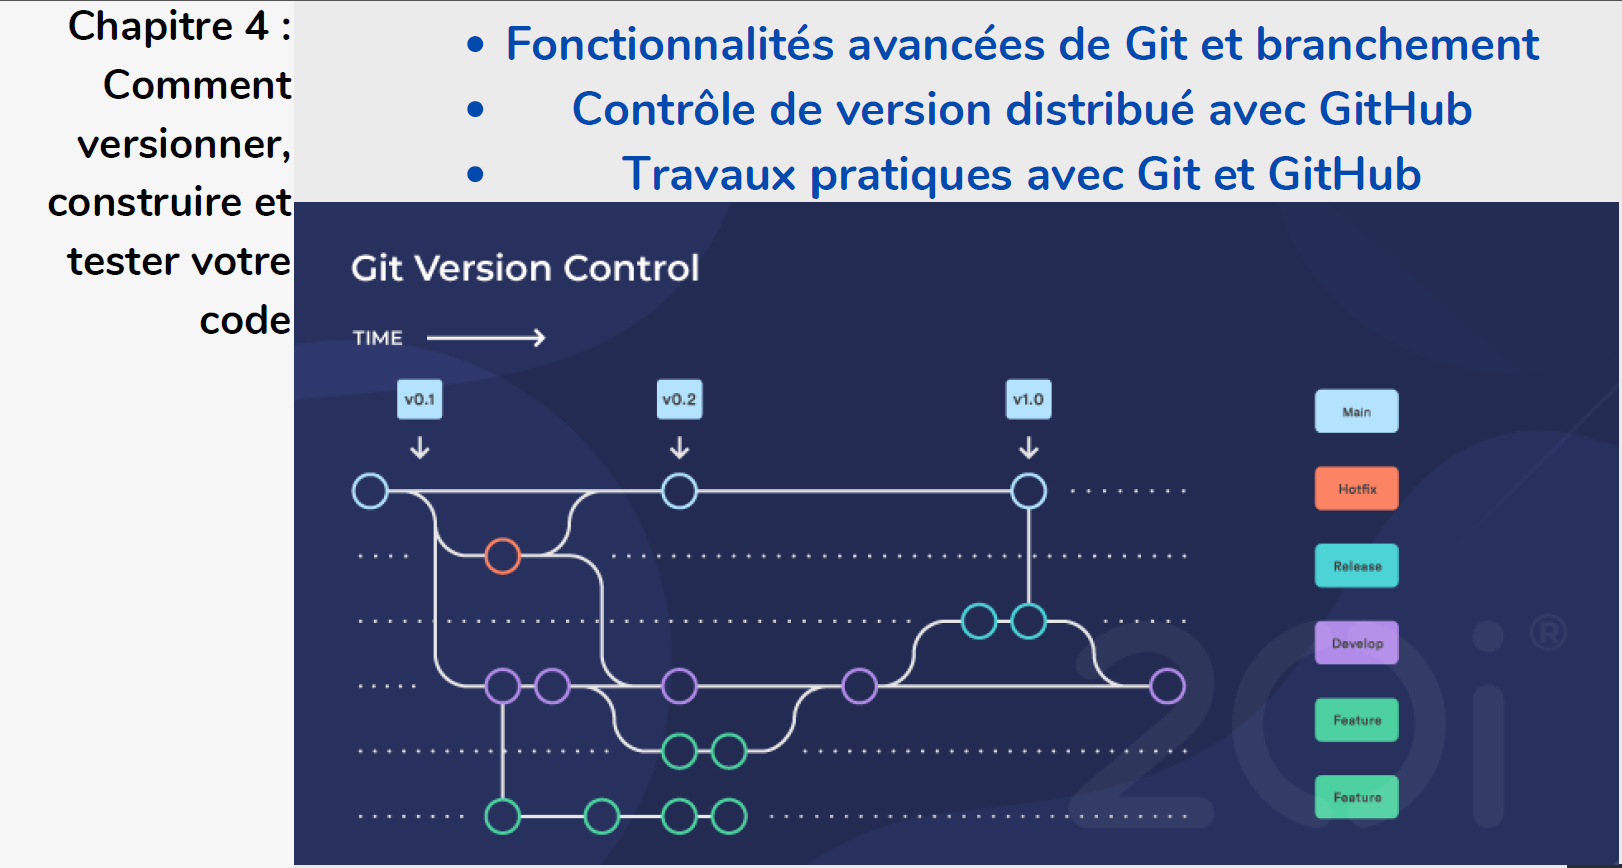 Chapitre 4 :
Comment
versionner,
construire et
tester votre
code
• Fonctionnalités avancées de Git et branchement
• Contrôle de version distribué avec GitHub
• Travaux pratiques avec Git et GitHub
Git Version Control
TIME
v0.1
v0.2
v1.0
Main
Hotfix
Release
Develop
Feature
Feature
20i ®